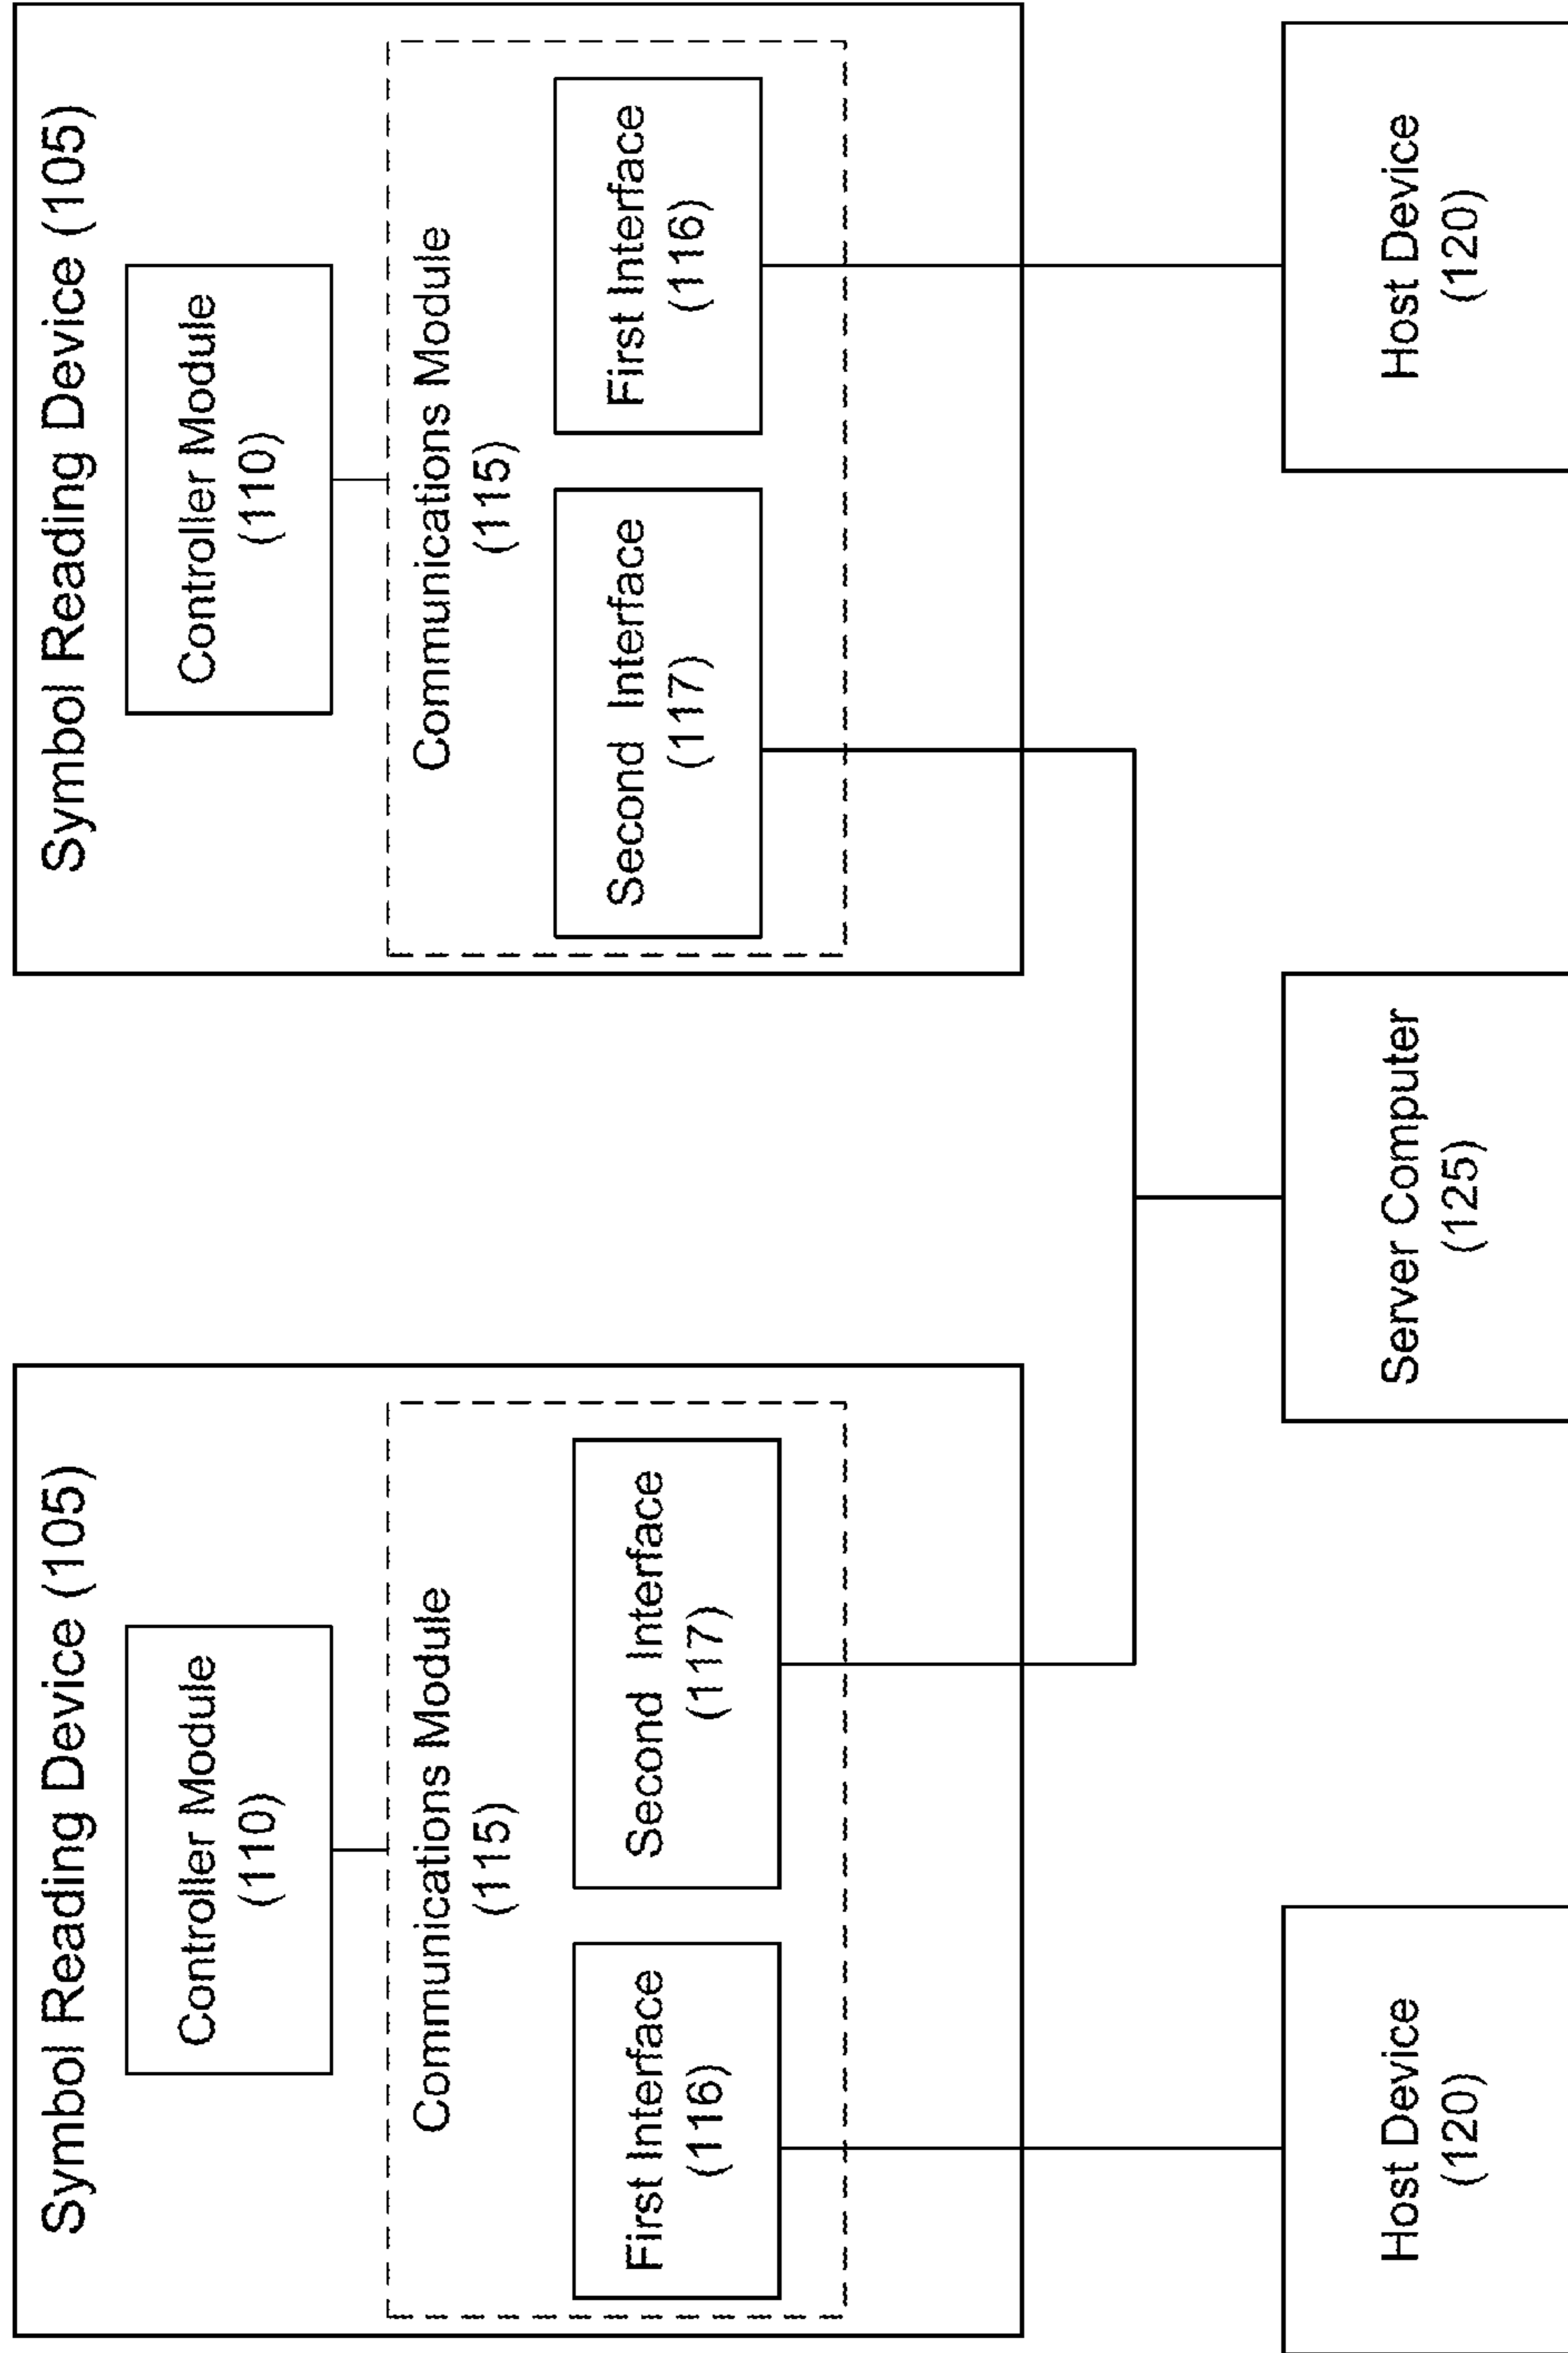 Symbol Reading Device (105)
Controller Module
(110)
Communications Module
(115)
First Interface
(116)
Second Interface
(117)
Symbol Reading Device (105)
Controller Module
(110)
Communications Module
(115)
Second Interface
(117)
First Interface
(116)
Host Device
(120)
Server Computer
(125)
Host Device
(120)